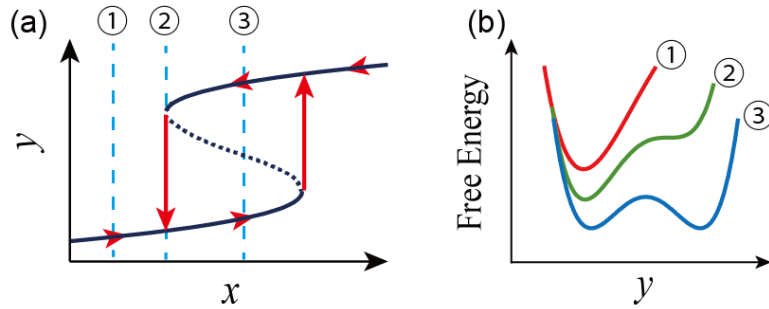 (a)
① ② ③
y
x
(b)
①
②
③
Free Energy
y